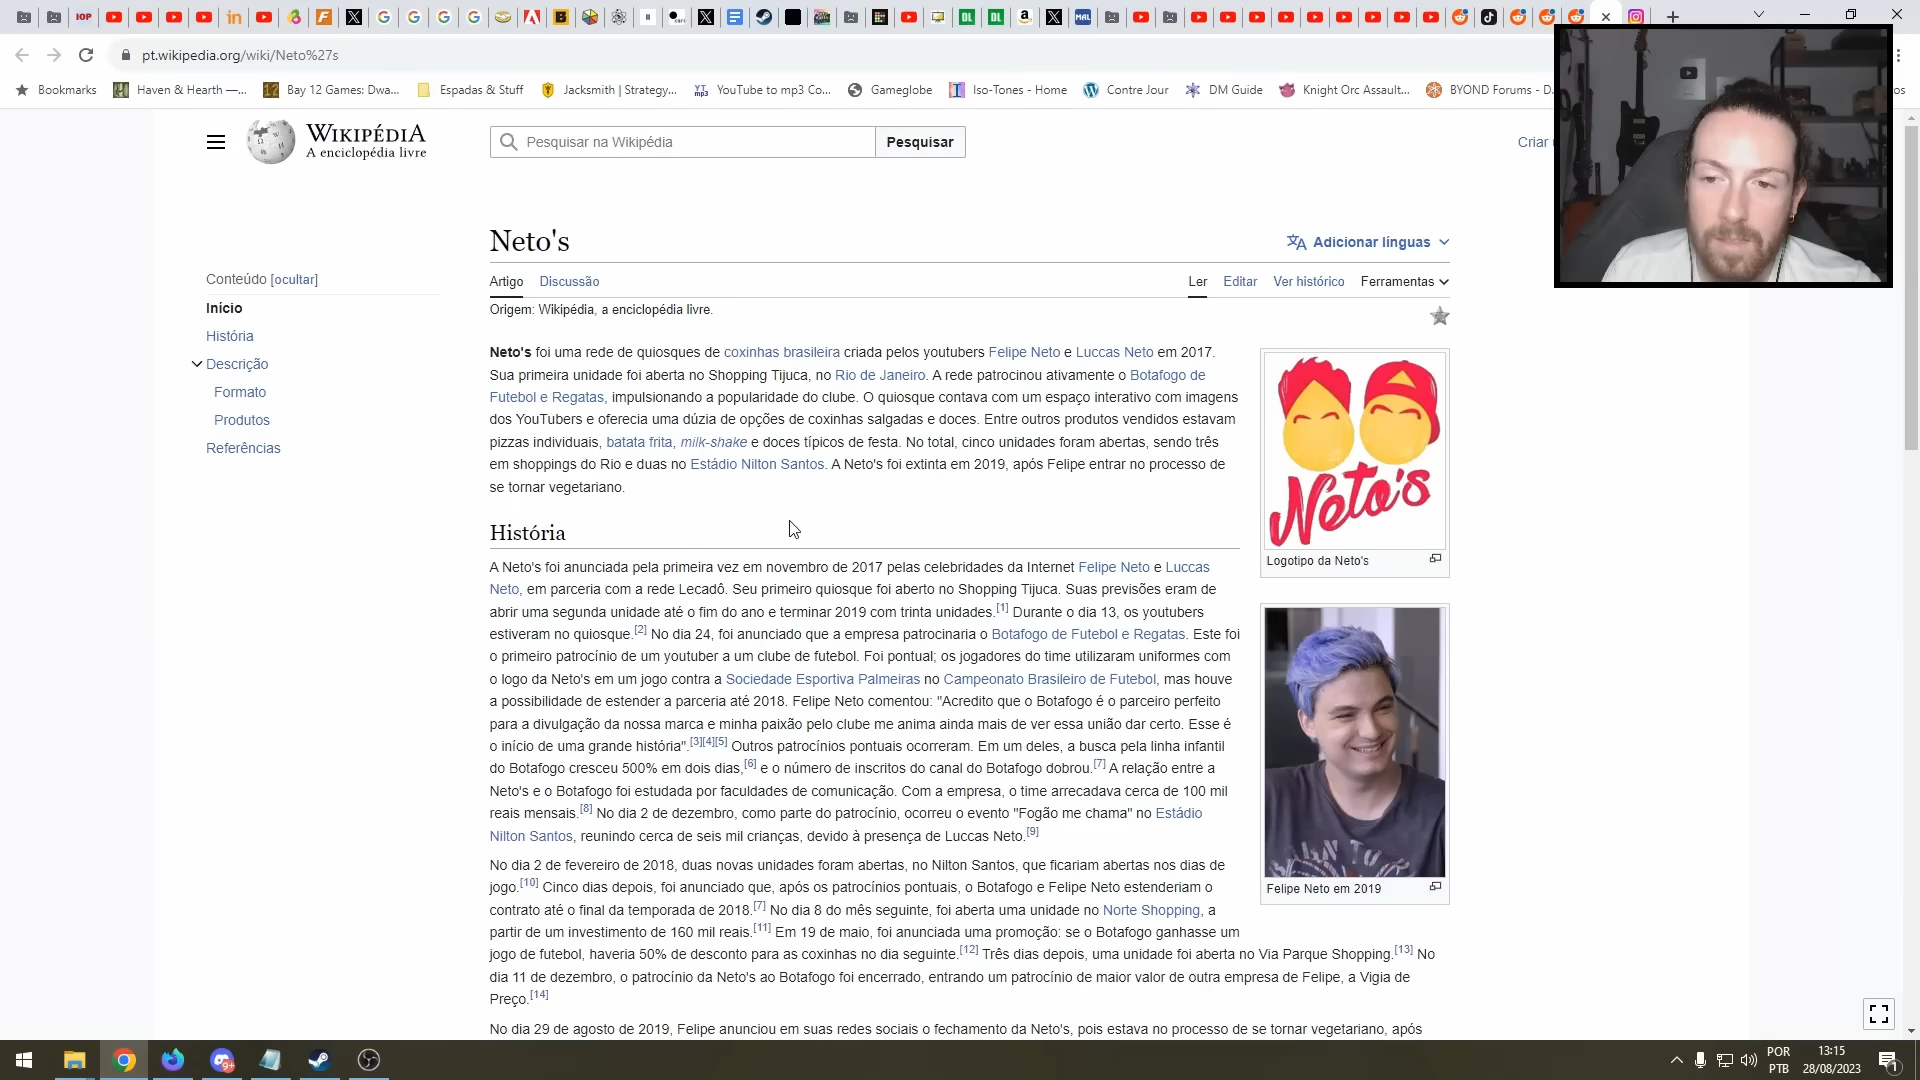 pt.wikipedia.org/wiki/Neto%27s
Bookmarks
Haven & Hearth —...
Bay 12 Games: Dwa...
Espadas & Stuff
Jacksmith | Strategy...
YouTube to mp3 Co...
Gameglobe
Iso-Tones - Home
Contre Jour
DM Guide
Knight Orc Assault...
BYOND Forums - D...
os
WIKIPÉDIA
A enciclopédia livre
Pesquisar na Wikipédia
Pesquisar
Criar
Neto's
Adicionar línguas
Conteúdo [ocultar]
Início
História
Descrição
Formato
Produtos
Referências
Artigo
Discussão
Ler
Editar
Ver histórico
Ferramentas
Origem: Wikipédia, a enciclopédia livre.
Neto's foi uma rede de quiosques de coxinhas brasileira criada pelos youtubers Felipe Neto e Luccas Neto em 2017.
Sua primeira unidade foi aberta no Shopping Tijuca, no Rio de Janeiro. A rede patrocinou ativamente o Botafogo de
Futebol e Regatas, impulsionando a popularidade do clube. O quiosque contava com um espaço interativo com imagens
dos YouTubers e oferecia uma dúzia de opções de coxinhas salgadas e doces. Entre outros produtos vendidos estavam
pizzas individuais, batata frita, milk-shake e doces típicos de festa. No total, cinco unidades foram abertas, sendo três
em shoppings do Rio e duas no Estádio Nilton Santos. A Neto's foi extinta em 2019, após Felipe entrar no processo de
se tornar vegetariano.
Neto's
Logotipo da Neto's
História
A Neto's foi anunciada pela primeira vez em novembro de 2017 pelas celebridades da Internet Felipe Neto e Luccas
Neto, em parceria com a rede Lecadô. Seu primeiro quiosque foi aberto no Shopping Tijuca. Suas previsões eram de
abrir uma segunda unidade até o fim do ano e terminar 2019 com trinta unidades.[1] Durante o dia 13, os youtubers
estiveram no quiosque.[2] No dia 24, foi anunciado que a empresa patrocinaria o Botafogo de Futebol e Regatas. Este foi
o primeiro patrocínio de um youtuber a um clube de futebol. Foi pontual; os jogadores do time utilizaram uniformes com
o logo da Neto's em um jogo contra a Sociedade Esportiva Palmeiras no Campeonato Brasileiro de Futebol, mas houve
a possibilidade de estender a parceria até 2018. Felipe Neto comentou: "Acredito que o Botafogo é o parceiro perfeito
para a divulgação da nossa marca e minha paixão pelo clube me anima ainda mais de ver essa união dar certo. Esse é
o início de uma grande história".[3][4][5] Outros patrocínios pontuais ocorreram. Em um deles, a busca pela linha infantil
do Botafogo cresceu 500% em dois dias,[6] e o número de inscritos do canal do Botafogo dobrou.[7] A relação entre a
Neto's e o Botafogo foi estudada por faculdades de comunicação. Com a empresa, o time arrecadava cerca de 100 mil
reais mensais.[8] No dia 2 de dezembro, como parte do patrocínio, ocorreu o evento "Fogão me chama" no Estádio
Nilton Santos, reunindo cerca de seis mil crianças, devido à presença de Luccas Neto.[9]
Felipe Neto em 2019
No dia 2 de fevereiro de 2018, duas novas unidades foram abertas, no Nilton Santos, que ficariam abertas nos dias de
jogo.[10] Cinco dias depois, foi anunciado que, após os patrocínios pontuais, o Botafogo e Felipe Neto estenderiam o
contrato até o final da temporada de 2018.[7] No dia 8 do mês seguinte, foi aberta uma unidade no Norte Shopping, a
partir de um investimento de 160 mil reais.[11] Em 19 de maio, foi anunciada uma promoção: se o Botafogo ganhasse um
jogo de futebol, haveria 50% de desconto para as coxinhas no dia seguinte.[12] Três dias depois, uma unidade foi aberta no Via Parque Shopping.[13] No
dia 11 de dezembro, o patrocínio da Neto's ao Botafogo foi encerrado, entrando um patrocínio de maior valor de outra empresa de Felipe, a Vigia de
Preço.[14]
No dia 29 de agosto de 2019, Felipe anunciou em suas redes sociais o fechamento da Neto's, pois estava no processo de se tornar vegetariano, após
POR
PTB
13:15
28/08/2023